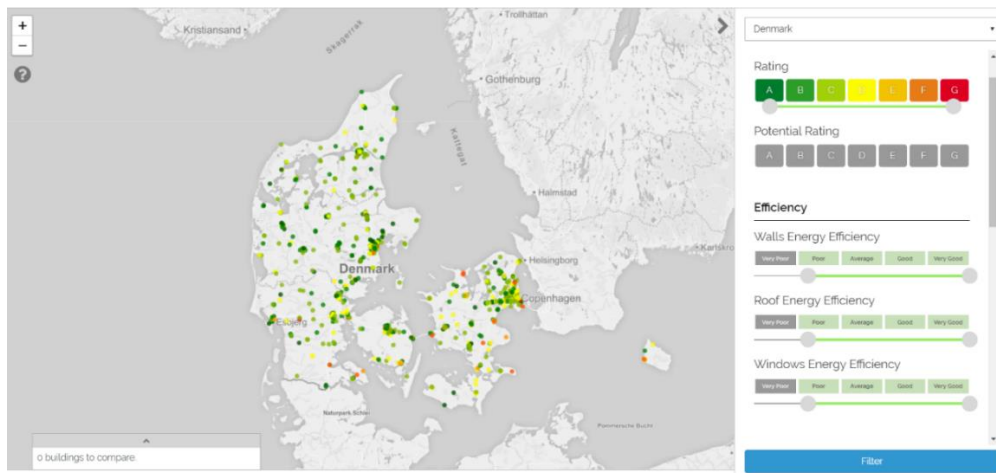 +
−
?
Kristiansand
Skagerrak
Trollhättan
Gothenburg
Kattegat
Halmstad
Karlskro
Helsingborg
Denmark
Copenhagen
Esbjerg
Naturpark Schlei
Pommersche Bucht
0 buildings to compare.
Denmark
Rating
A B C E F G
Potential Rating
A B C D E F G
Efficiency
Walls Energy Efficiency
Very Poor Poor Average Good Very Good
Roof Energy Efficiency
Very Poor Poor Average Good Very Good
Windows Energy Efficiency
Very Poor Poor Average Good Very Good
Filter